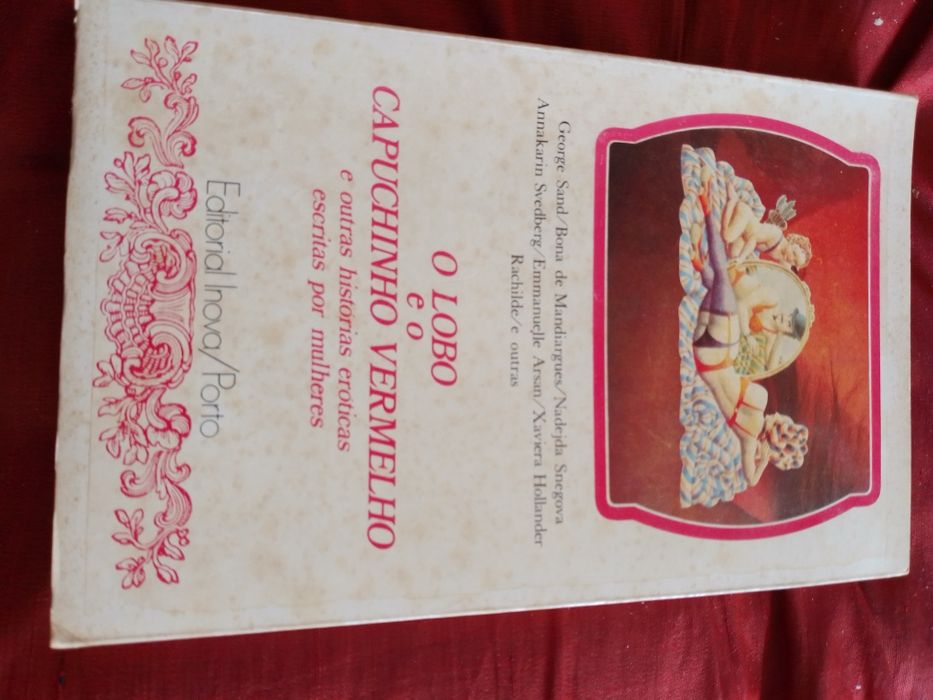 George Sand/Bona de Mandiargues/Nadejda Snegova
Annakarin Svedberg/Emmanuelle Arsan/Xaviera Hollander
Rachilde/e outras
O LOBO
e o
CAPUCHINHO VERMELHO
e outras histórias eróticas
escritas por mulheres
Editorial Inova/Porto